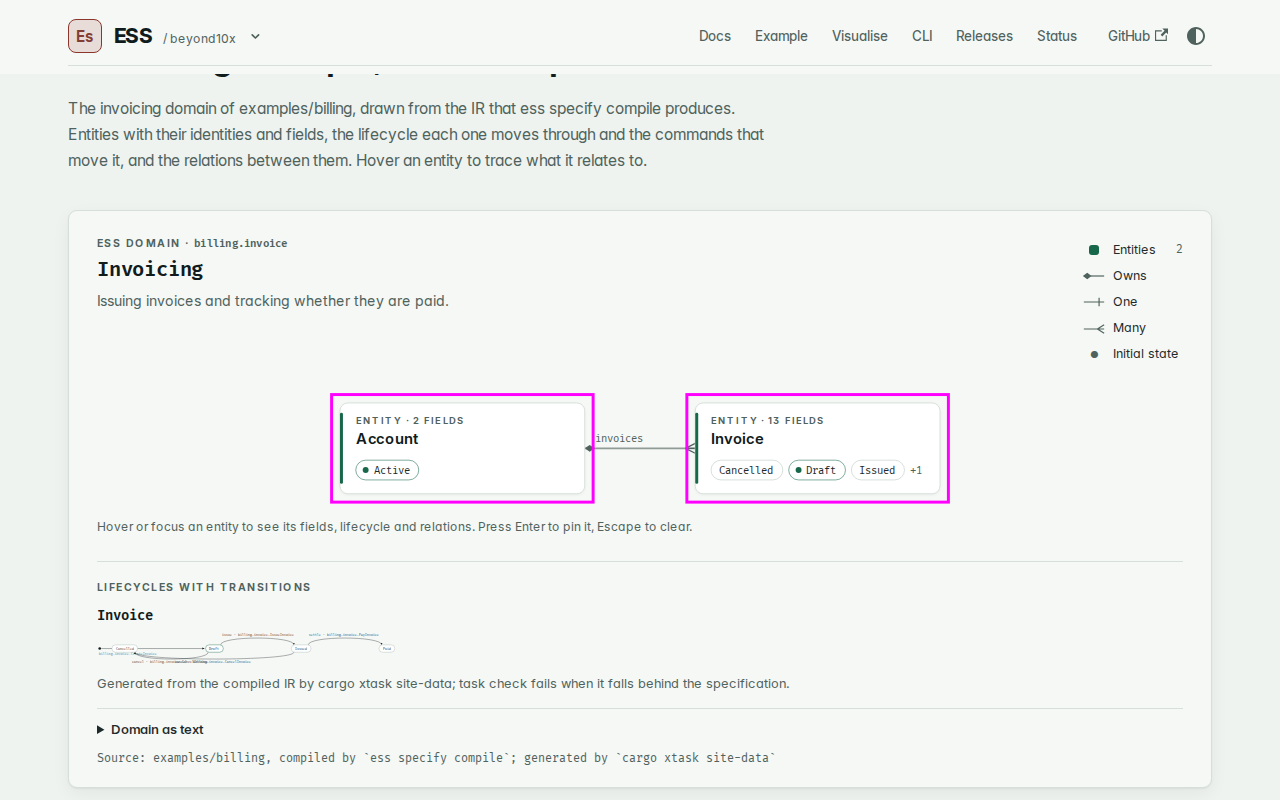 Es ESS / beyond10x Docs Example Visualise CLI Releases Status GitHub
The invoicing domain of examples/billing, drawn from the IR that ess specify compile produces.
Entities with their identities and fields, the lifecycle each one moves through and the commands that
move it, and the relations between them. Hover an entity to trace what it relates to.
ESS DOMAIN · billing.invoice
Invoicing
Issuing invoices and tracking whether they are paid.
Entities 2
Owns
One
Many
Initial state
ENTITY · 2 FIELDS
Account
Active
invoices
ENTITY · 13 FIELDS
Invoice
Cancelled Draft Issued +1
Hover or focus an entity to see its fields, lifecycle and relations. Press Enter to pin it, Escape to clear.
LIFECYCLES WITH TRANSITIONS
Invoice
Cancelled Draft Issued Paid
Generated from the compiled IR by cargo xtask site-data; task check fails when it falls behind the specification.
Domain as text
Source: examples/billing, compiled by `ess specify compile`; generated by `cargo xtask site-data`